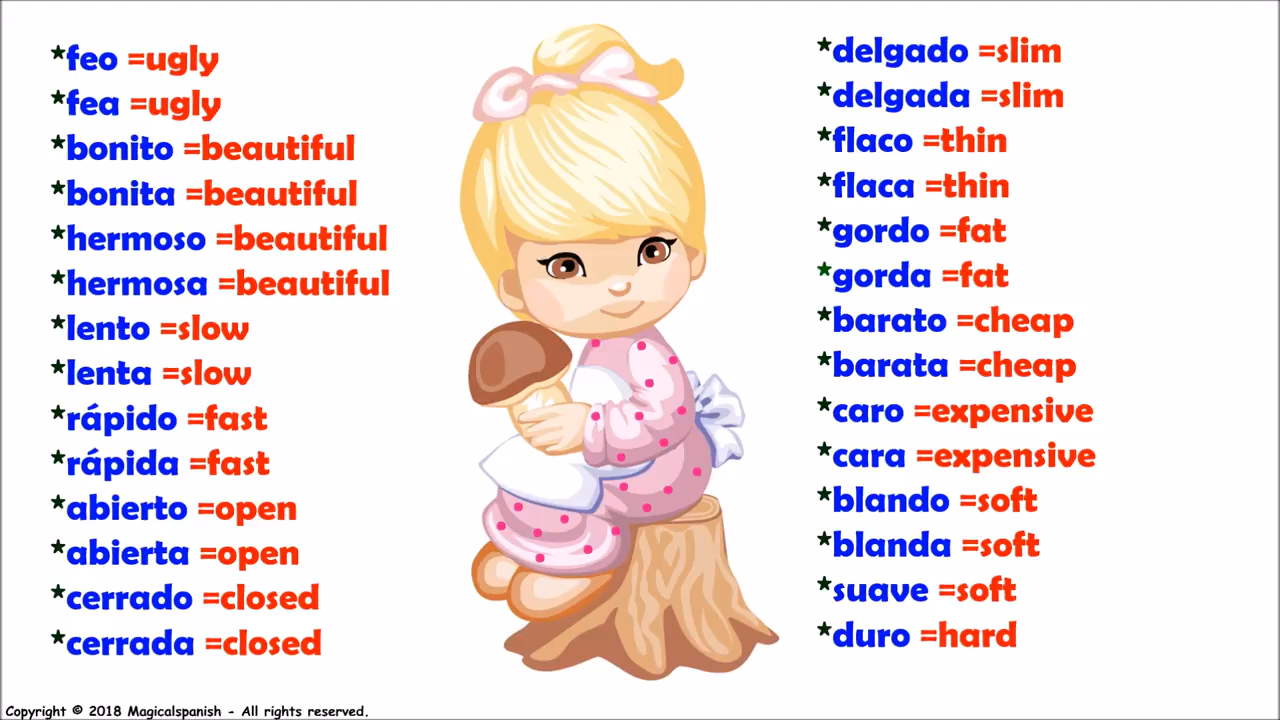 *feo =ugly
*fea =ugly
*bonito =beautiful
*bonita =beautiful
*hermoso =beautiful
*hermosa =beautiful
*lento =slow
*lenta =slow
*rápido =fast
*rápida =fast
*abierto =open
*abierta =open
*cerrado =closed
*cerrada =closed
*delgado =slim
*delgada =slim
*flaco =thin
*flaca =thin
*gordo =fat
*gorda =fat
*barato =cheap
*barata =cheap
*caro =expensive
*cara =expensive
*blando =soft
*blanda =soft
*suave =soft
*duro =hard
Copyright © 2018 Magicalspanish - All rights reserved.